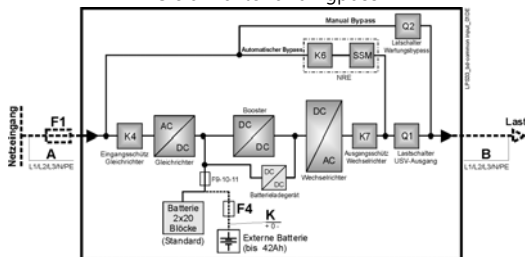 Manual Bypass
Q2
Lastschalter
Wartungsbypass
Automatischer Bypass
K6
SSM
NRE
Netzeingang
F1
A
L1/L2/L3/N/PE
K4
Eingangsschütz
Gleichrichter
AC
DC
Gleichrichter
Booster
DC
DC
DC
DC
Batterieladegerät
DC
AC
Wechselrichter
K7
Ausgangsschütz
Wechselrichter
Q1
Lastschalter
USV-Ausgang
Last
B
L1/L2/L3/N/PE
F9-10-11
Batterie
2x20
Blöcke
(Standard)
F4
K
+ 0 -
Externe Batterie
(bis 42Ah)